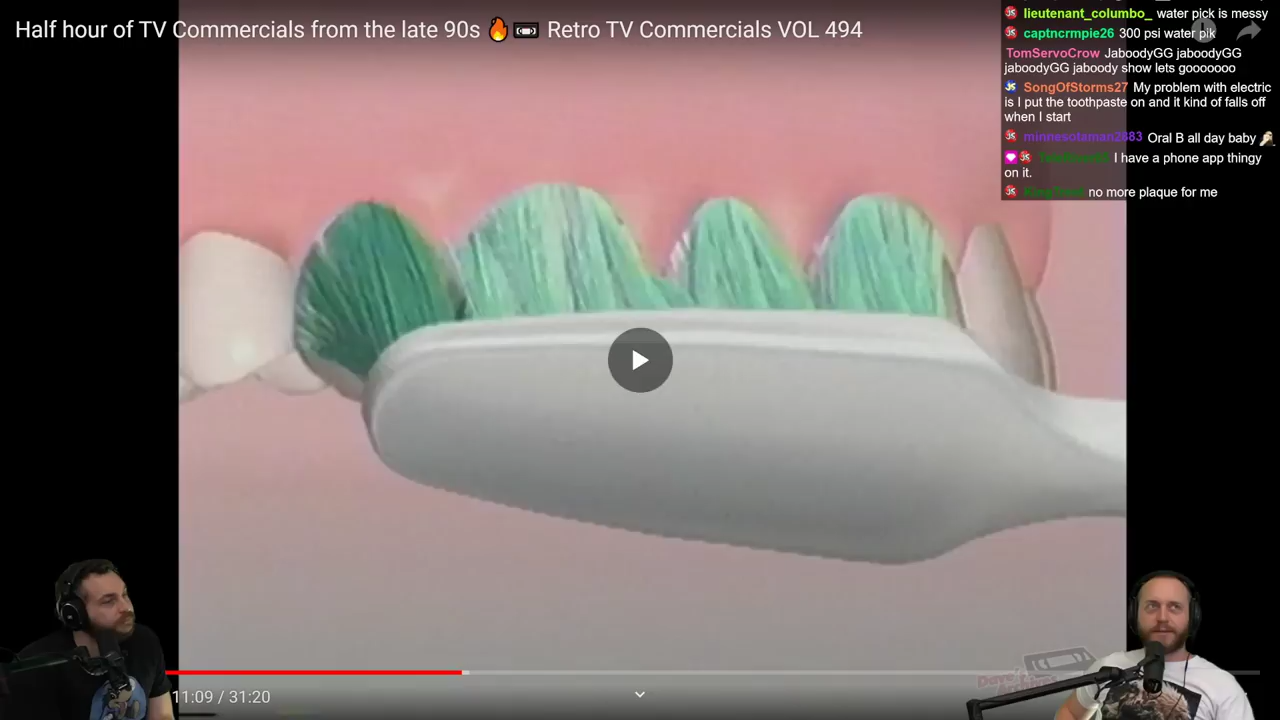 Half hour of TV Commercials from the late 90s 🔥📼 Retro TV Commercials VOL 494
lieutenant_columbo_ water pick is messy
captncrmpie26 300 psi water pik
TomServoCrow JaboodyGG jaboodyGG
jaboodyGG jaboody show lets gooooooo
SongOfStorms27 My problem with electric
is I put the toothpaste on and it kind of falls off
when I start
minnesotaman2883 Oral B all day baby
I have a phone app thingy
on it.
no more plaque for me
11:09 / 31:20